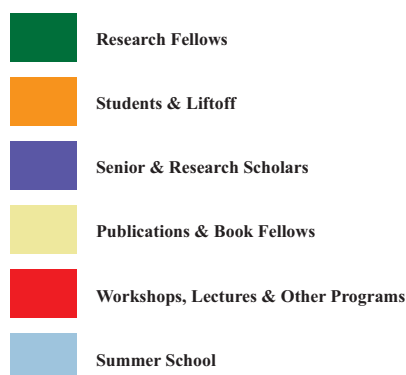 Research Fellows
Students & Liftoff
Senior & Research Scholars
Publications & Book Fellows
Workshops, Lectures & Other Programs
Summer School